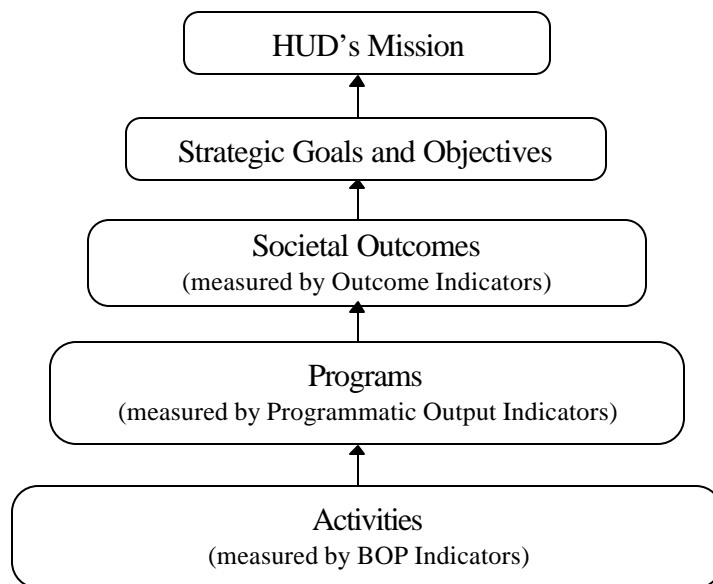 HUD’s Mission
Strategic Goals and Objectives
Societal Outcomes
(measured by Outcome Indicators)
Programs
(measured by Programmatic Output Indicators)
Activities
(measured by BOP Indicators)